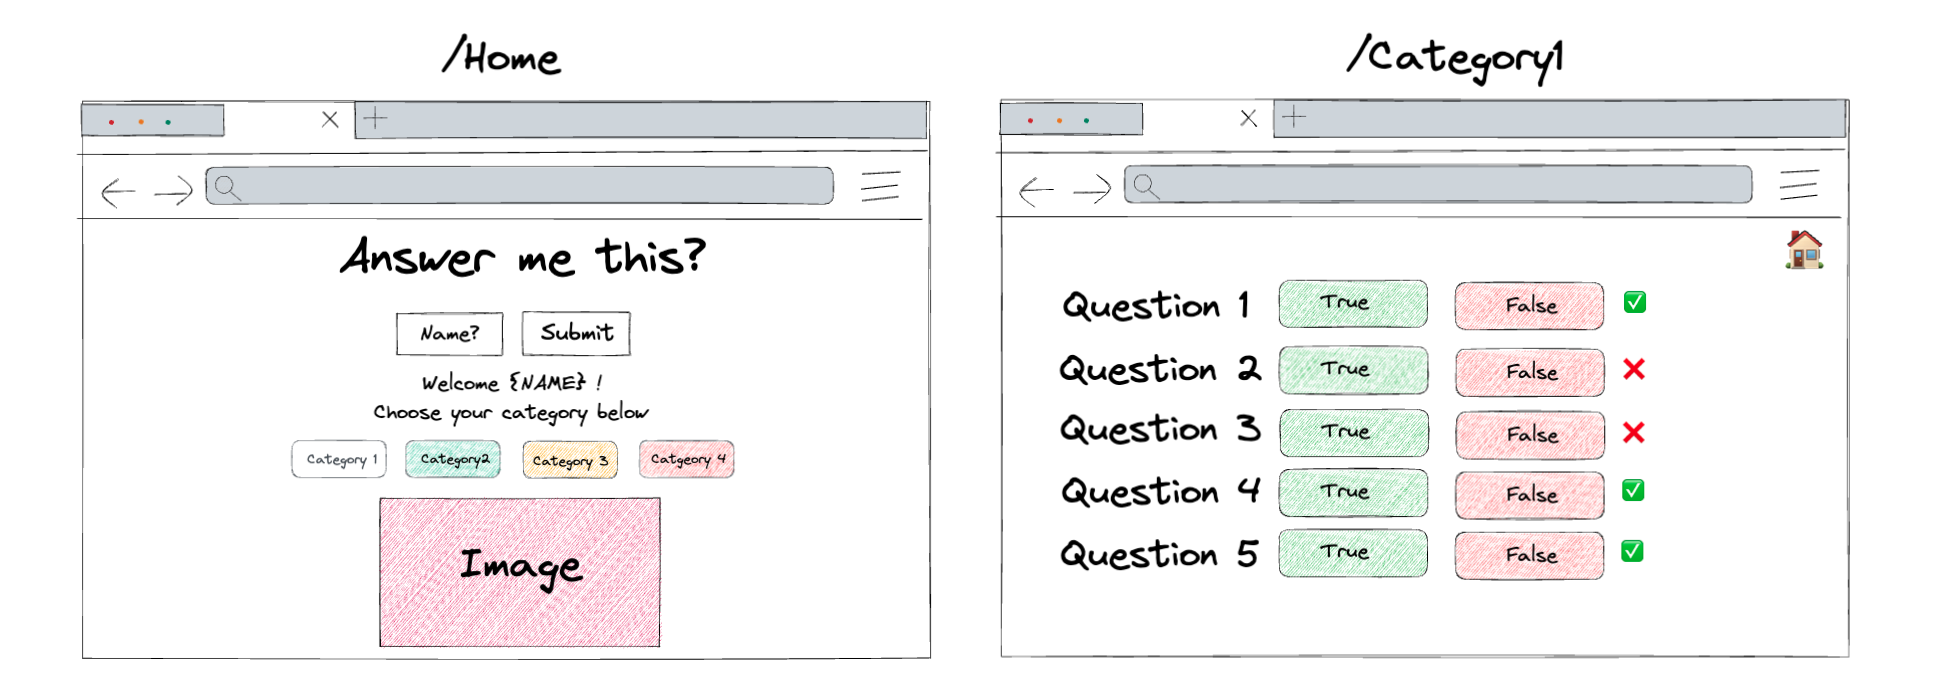 /Home
Answer me this?
Name? Submit
Welcome {NAME} !
Choose your category below
Category 1 Category2 Category 3 Catgeory 4
Image
/Category1
Question 1 True False
Question 2 True False
Question 3 True False
Question 4 True False
Question 5 True False